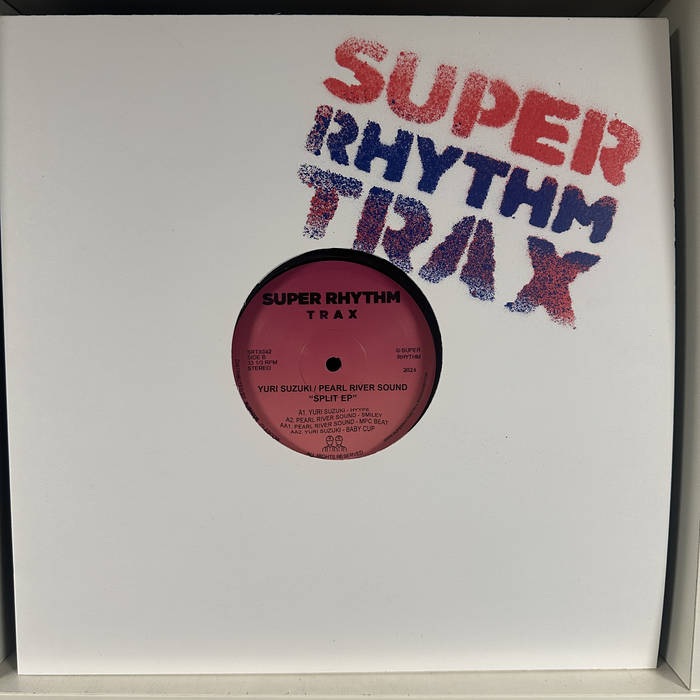 SUPER
RHYTHM
TRAX
SUPER RHYTHM
TRAX
SRTX042
SIDE B
33 1/3 RPM
STEREO
© SUPER
RHYTHM
2024
YURI SUZUKI / PEARL RIVER SOUND
"SPLIT EP"
A1. YURI SUZUKI -
A2. PEARL RIVER SOUND - SMILEY
AA1. PEARL RIVER SOUND - MPC BEAT
AA2. YURI SUZUKI - BABY CUP
ALL RIGHTS RESERVED